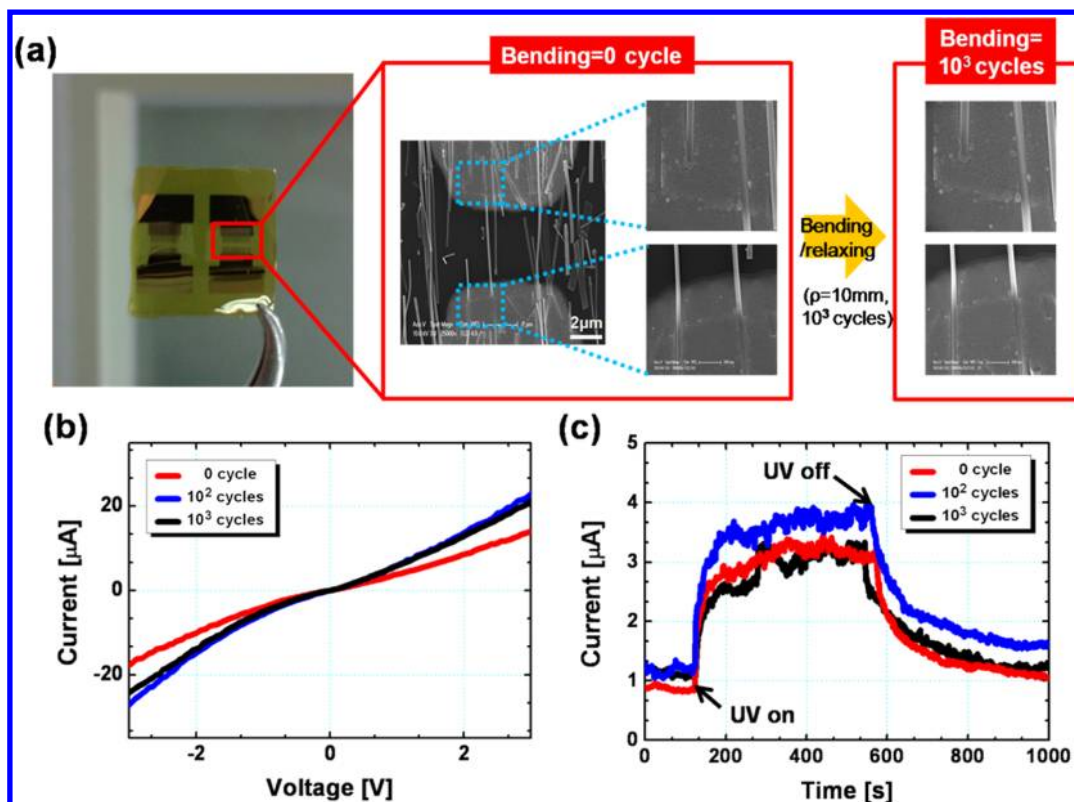 (a)
Bending=0 cycle
Bending=
10³ cycles
2μm
Bending
/relaxing
(ρ=10mm,
10³ cycles)
(b)
Current [μA]
20
0
-20
0 cycle
10² cycles
10³ cycles
-2
0
2
Voltage [V]
(c)
Current [μA]
5
4
3
2
1
0
UV off
UV on
0 cycle
10² cycles
10³ cycles
0
200
400
600
800
1000
Time [s]